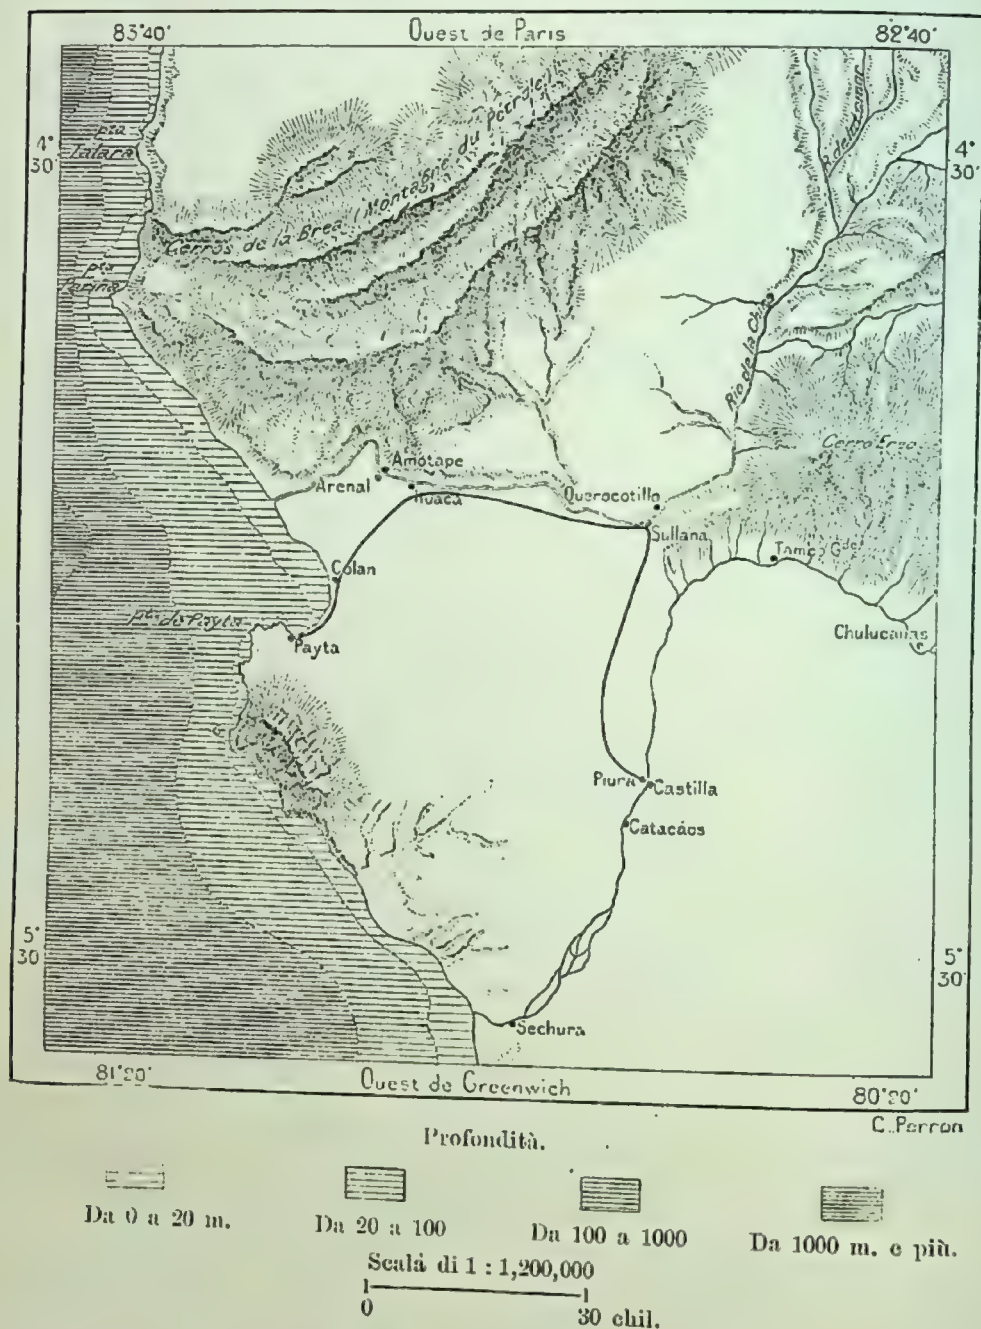 83°40' Ouest de Paris 82°40'
pta Talara
4° 30'
4° 30'
Cerros de la Brea (Montagne du pétrole)
pta Parina
Rio de la Chira
Cerro Ereo
Amotape
Arenal
Huaca
Querocotillo
Sullana
Tambo Gde
Colan
pta de Payta
Payta
Chulucanas
Piura
Castilla
Catacáos
5° 30'
5° 30'
Sechura
81°20' Ouest de Greenwich 80°20'
C. Perron
Profondità.
Da 0 a 20 m. Da 20 a 100 Da 100 a 1000 Da 1000 m. e più.
Scala di 1 : 1,200,000
0 30 chil.